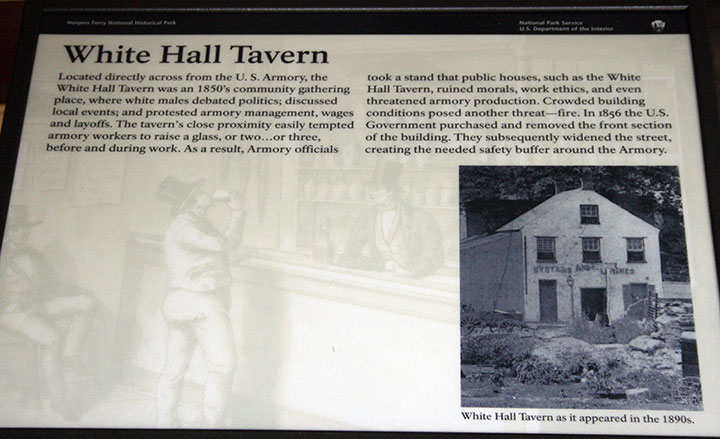 Harpers Ferry National Historical Park
National Park Service
U.S. Department of the Interior
White Hall Tavern
Located directly across from the U. S. Armory, the
White Hall Tavern was an 1850's community gathering
place, where white males debated politics; discussed
local events; and protested armory management, wages
and layoffs. The tavern's close proximity easily tempted
armory workers to raise a glass, or two...or three,
before and during work. As a result, Armory officials
took a stand that public houses, such as the White
Hall Tavern, ruined morals, work ethics, and even
threatened armory production. Crowded building
conditions posed another threat—fire. In 1856 the U.S.
Government purchased and removed the front section
of the building. They subsequently widened the street,
creating the needed safety buffer around the Armory.
OYSTERS AND LUNCHES
White Hall Tavern as it appeared in the 1890s.